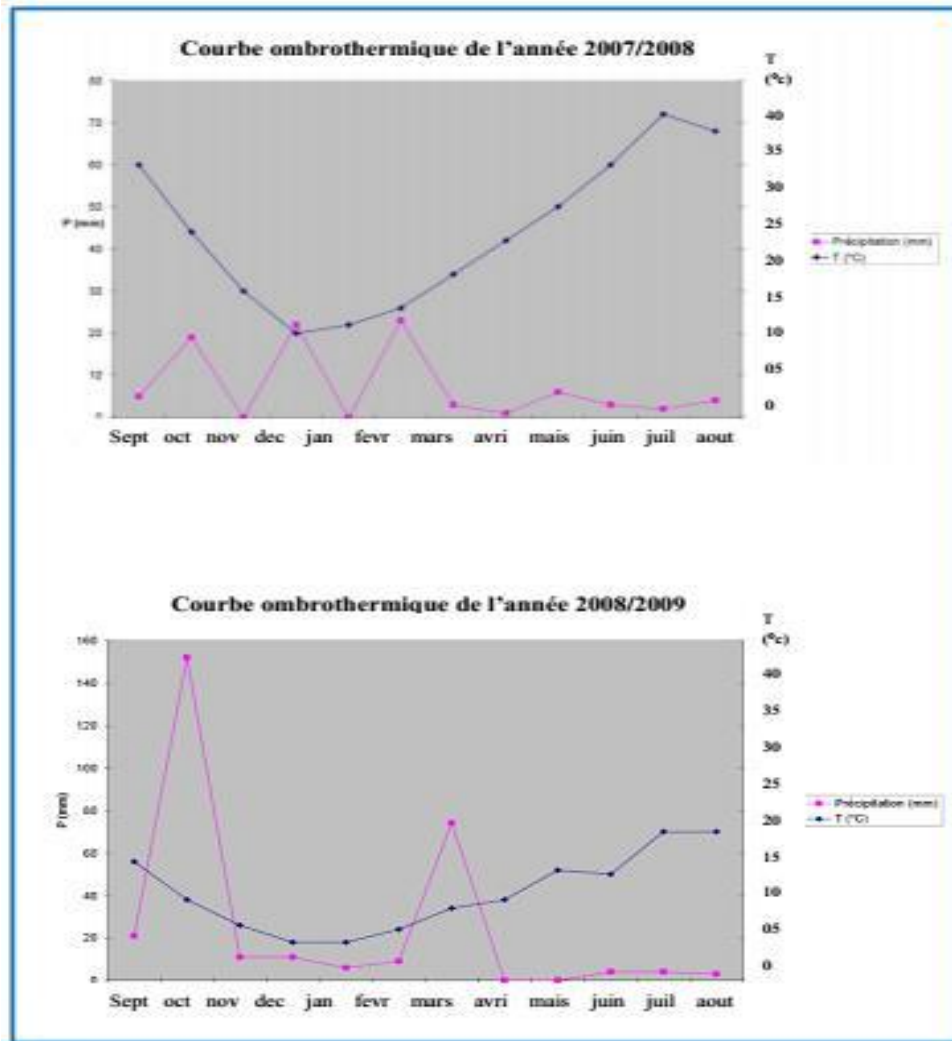 Courbe ombrothermique de l'année 2007/2008
T
(°c)
80
70
60
50
40
30
20
10
0
P (mm)
40
35
30
25
20
15
10
05
0
Précipitation (mm)
T (°C)
Sept oct nov dec jan fevr mars avri mais juin juil aout
Courbe ombrothermique de l'année 2008/2009
T
(°c)
160
140
120
100
80
60
40
20
0
P (mm)
40
35
30
25
20
15
10
05
0
Précipitation (mm)
T (°C)
Sept oct nov dec jan fevr mars avri mais juin juil aout